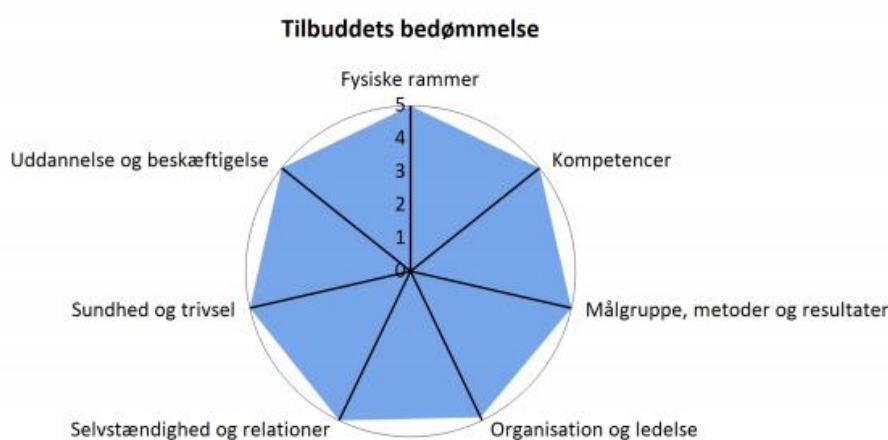 Tilbuddets bedømmelse
Fysiske rammer
5
4
3
2
1
0
Uddannelse og beskæftigelse
Kompetencer
Sundhed og trivsel
Målgruppe, metoder og resultater
Selvstændighed og relationer
Organisation og ledelse